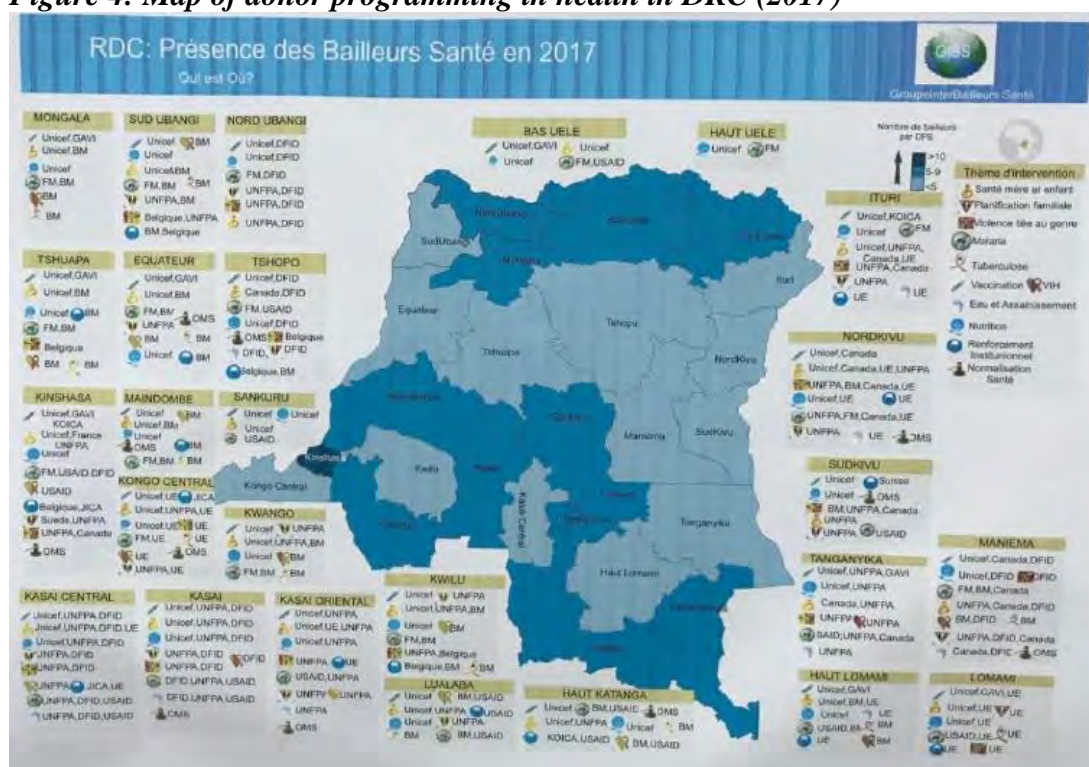 Figure 4: Map of donor programming in health in DRC (2017)
RDC: Présence des Bailleurs Santé en 2017
Qui est Où?
GIBS
GroupeInterBailleurs Santé
MONGALA
Unicef,GAVI
Unicef,BM
Unicef
FM,BM
BM
BM
SUD UBANGI
Unicef BM
Unicef
Unicef&BM
FM,BM BM
UNFPA,BM
Belgique,UNFPA
BM,Belgique
NORD UBANGI
Unicef,DFID
Unicef,DFID
FM,DFID
UNFPA,DFID
UNFPA,DFID
UNFPA,DFID
BAS UELE
Unicef,GAVI Unicef
Unicef FM,USAID
HAUT UELE
Unicef FM
Nombre de bailleurs
par DPS
>10
5-9
<5
Thème d'intervention
Santé mère et enfant
Planification familiale
Violence liée au genre
Malaria
Tuberculose
Vaccination VIH
Eau et Assainissement
Nutrition
Renforcement
Institutionnel
Normalisation
Santé
ITURI
Unicef,KOICA
Unicef FM
Unicef,UNFPA,
Canada,UE
UNFPA,Canada
UNFPA
UE UE
TSHUAPA
Unicef,GAVI
Unicef,BM
Unicef BM
FM,BM
Belgique
BM BM
EQUATEUR
Unicef,GAVI
Unicef,BM
FM,BM OMS
UNFPA
BM BM
Unicef BM
TSHOPO
Unicef,DFID
Canada,DFID
FM,USAID
Unicef,DFID
OMS Belgique
DFID, DFID
Belgique,BM
NORDKIVU
Unicef,Canada
Unicef,Canada,UE,UNFPA
UNFPA,BM,Canada,UE
Unicef,UE UE
UNFPA,FM,Canada,UE
UNFPA UE OMS
KINSHASA
Unicef,GAVI
KOICA
Unicef,France
UNFPA
Unicef
FM,USAID,DFID
USAID
Belgique,JICA
Suede,UNFPA
UNFPA,Canada
OMS
MAINDOMBE
Unicef BM
Unicef,BM
Unicef
OMS BM
FM,BM BM
SANKURU
Unicef Unicef
Unicef
USAID
KONGO CENTRAL
Unicef,UE JICA
Unicef,UNFPA,UE
Unicef,UE UE
FM,UE UE
UE OMS
UNFPA,UE
KWANGO
Unicef UNFPA
Unicef,UNFPA,BM
Unicef BM
FM,BM BM
SUDKIVU
Unicef Suisse
Unicef OMS
BM,UNFPA,Canada
UNFPA
UNFPA USAID
TANGANYIKA
Unicef,UNFPA,GAVI
Unicef,UNFPA
Canada,UNFPA
UNFPA UNFPA
SAID,UNFPA,Canada
UNFPA
MANIEMA
Unicef,Canada,DFID
Unicef,DFID DFID
FM,BM,Canada
UNFPA,Canada,DFID
BM,DFID BM
UNFPA,DFID,Canada
Canada,DFID OMS
KASAI CENTRAL
Unicef,UNFPA,DFID
Unicef,UNFPA,DFID,UE
Unicef,UNFPA,DFID
UNFPA,DFID
UNFPA,DFID
UNFPA JICA,UE
UNFPA,DFID,USAID
UNFPA,DFID,USAID
KASAI
Unicef,UNFPA,DFID
Unicef,UNFPA,DFID
Unicef,UNFPA,DFID
UNFPA,DFID
UNFPA,DFID DFID
DFID,UNFPA,USAID
DFID,UNFPA,USAID
OMS
KASAI ORIENTAL
Unicef,UNFPA
Unicef,UE,UNFPA
Unicef,UNFPA
UNFPA UE
USAID,UNFPA
UNFPA UNFPA
UNFPA
OMS
KWILU
Unicef UNFPA
Unicef,UNFPA,BM
Unicef BM
FM,BM
UNFPA,Belgique
Belgique,BM BM
LUALABA
Unicef BM,USAID
Unicef,UNFPA USAID
Unicef UNFPA
BM BM,USAID
HAUT KATANGA
Unicef BM,USAID OMS
Unicef,UNFPA Unicef BM
KOICA,USAID BM,USAID
HAUT LOMAMI
Unicef,GAVI
Unicef,BM,UE
Unicef UE
USAID,BM BM
UE BM
LOMAMI
Unicef,GAVI,UE
Unicef,UE UE
Unicef,UE
USAID,UE UE
UE UE
SudUbangi
Equateur
Tshuapa
Tshopo
Ituri
NordKivu
SudKivu
Maniema
Kinshasa
Kongo Central
Kwilu
Kasai Central
Tanganyika
Haut Lomami